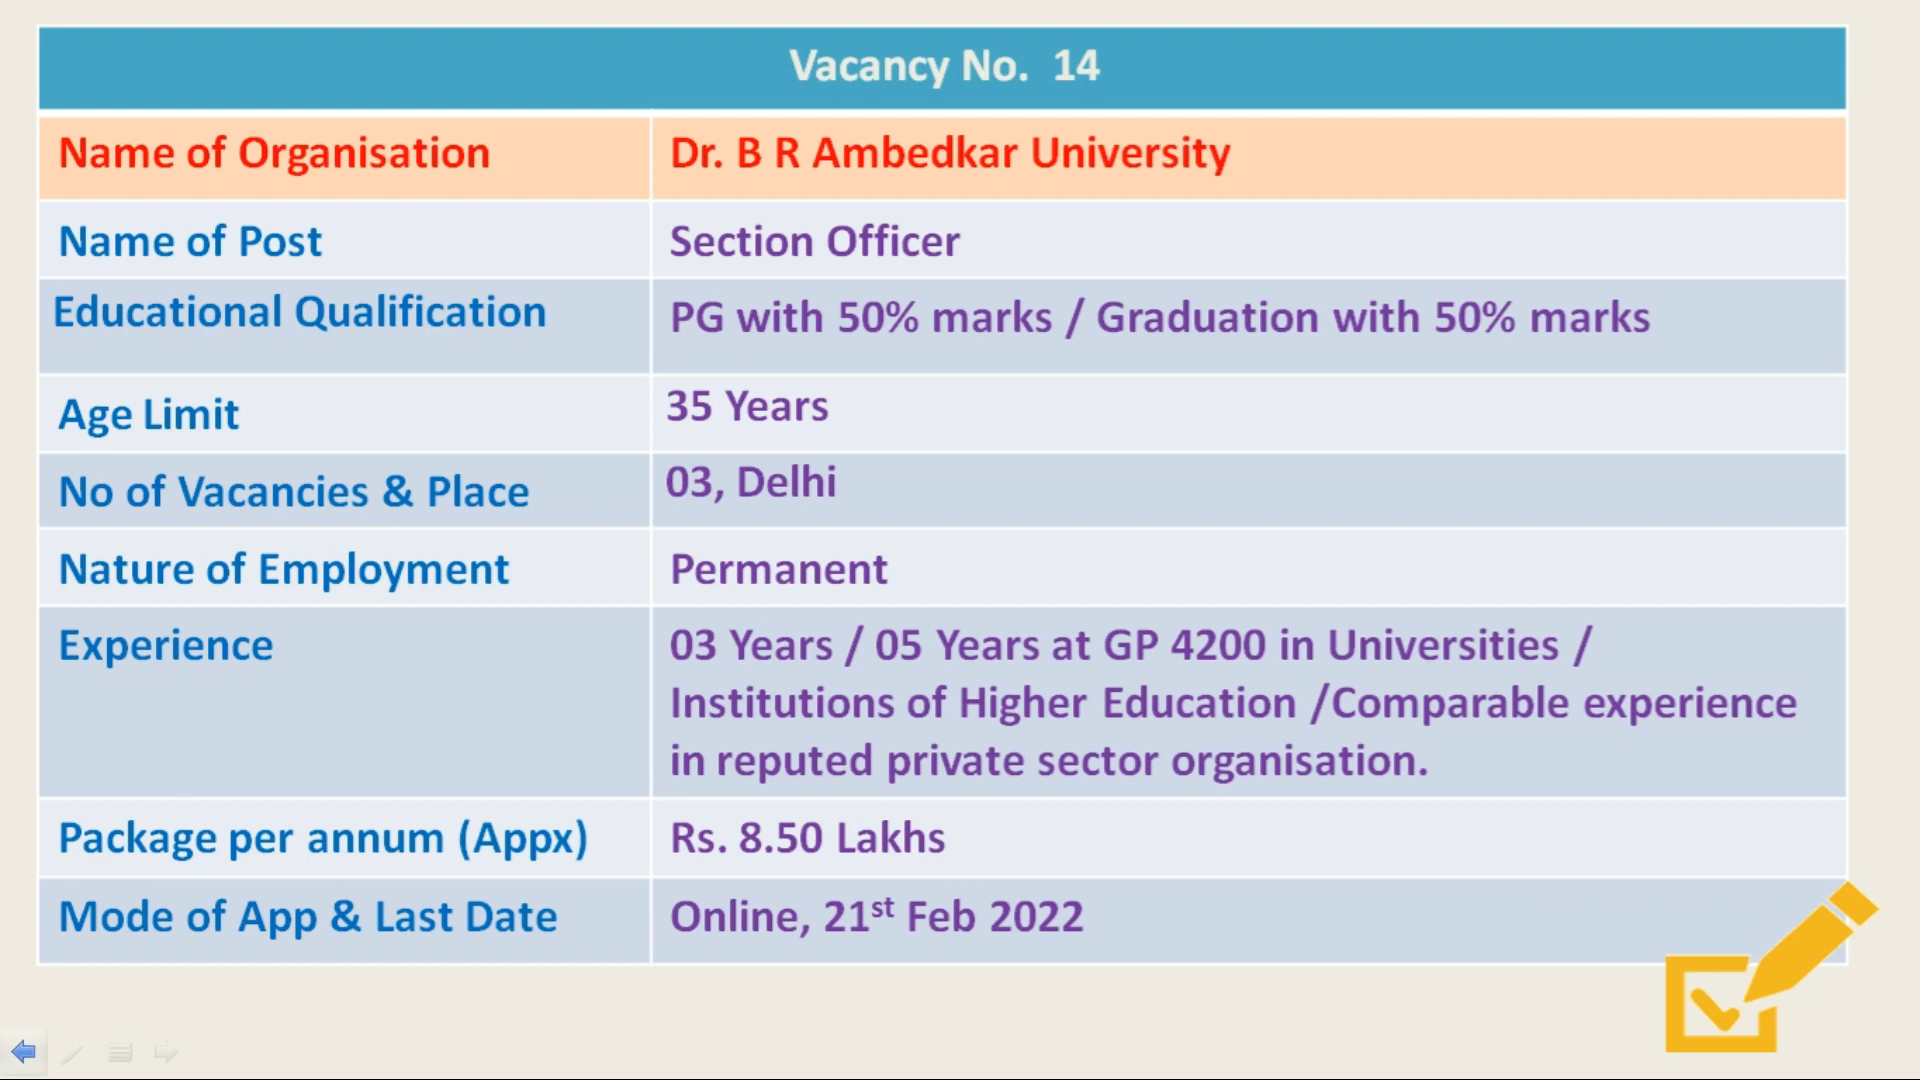 Vacancy No. 14
Name of Organisation Dr. B R Ambedkar University
Name of Post Section Officer
Educational Qualification PG with 50% marks / Graduation with 50% marks
Age Limit 35 Years
No of Vacancies & Place 03, Delhi
Nature of Employment Permanent
Experience 03 Years / 05 Years at GP 4200 in Universities /
Institutions of Higher Education /Comparable experience
in reputed private sector organisation.
Package per annum (Appx) Rs. 8.50 Lakhs
Mode of App & Last Date Online, 21st Feb 2022